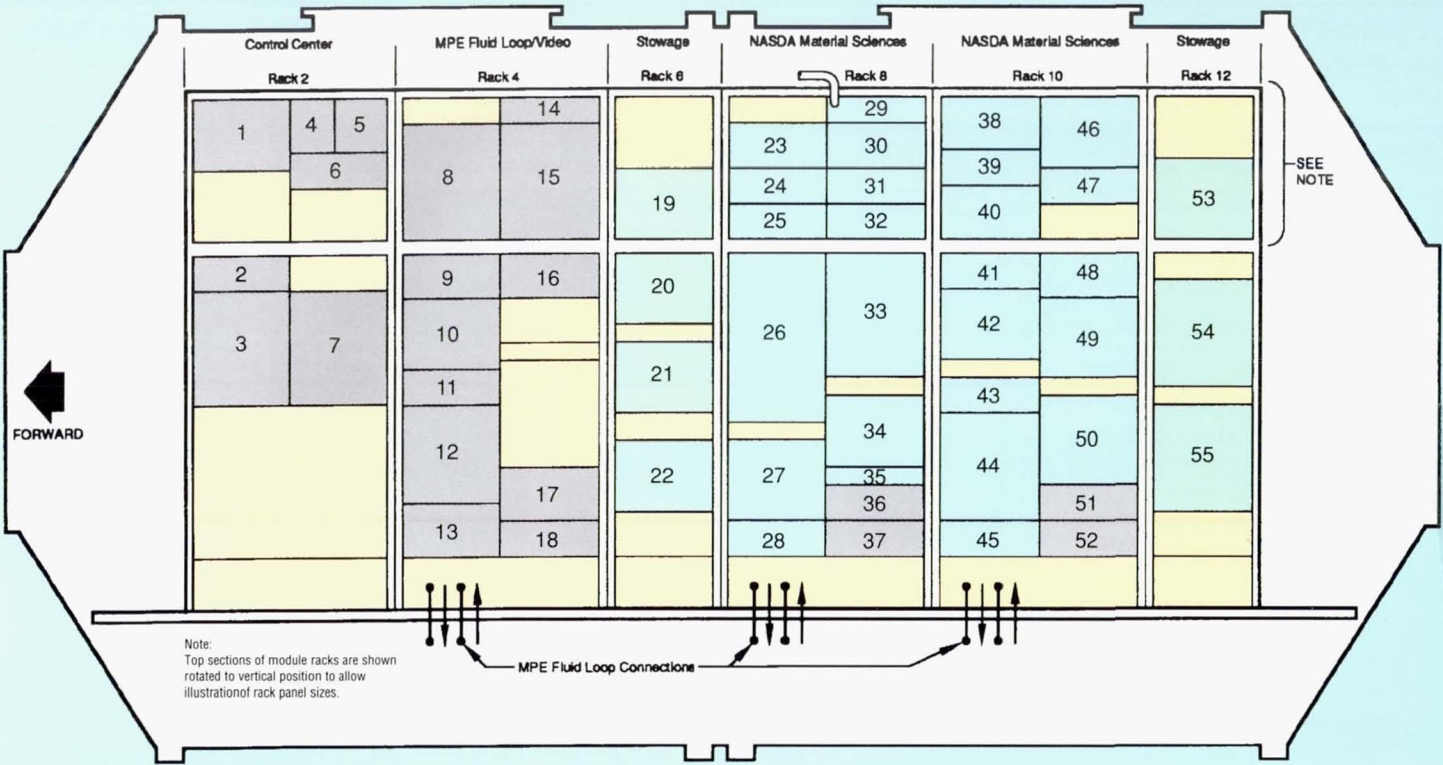 Control Center
MPE Fluid Loop/Video
Stowage
NASDA Material Sciences
NASDA Material Sciences
Stowage
Rack 2
Rack 4
Rack 6
Rack 8
Rack 10
Rack 12
1
4
5
6
2
3
7
14
8
15
9
16
10
11
12
17
13
18
19
20
21
22
29
23
30
24
31
25
32
26
33
34
27
35
36
28
37
38
46
39
47
40
41
48
42
49
43
44
50
51
45
52
53
54
55
SEE
NOTE
FORWARD
Note:
Top sections of module racks are shown
rotated to vertical position to allow
illustrationof rack panel sizes.
MPE Fluid Loop Connections